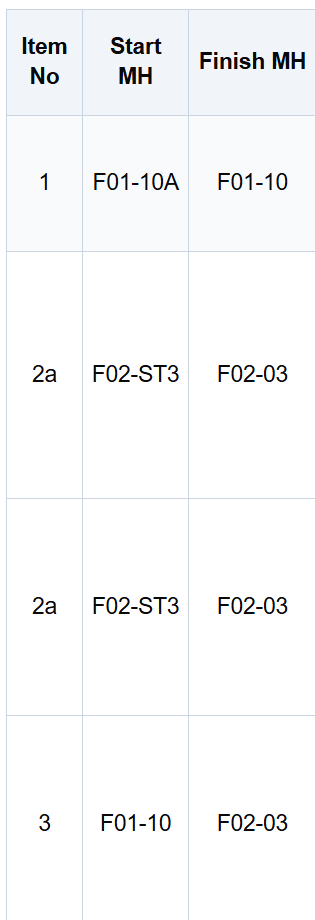 Item No | Start MH | Finish MH
1 | F01-10A | F01-10
2a | F02-ST3 | F02-03
2a | F02-ST3 | F02-03
3 | F01-10 | F02-03